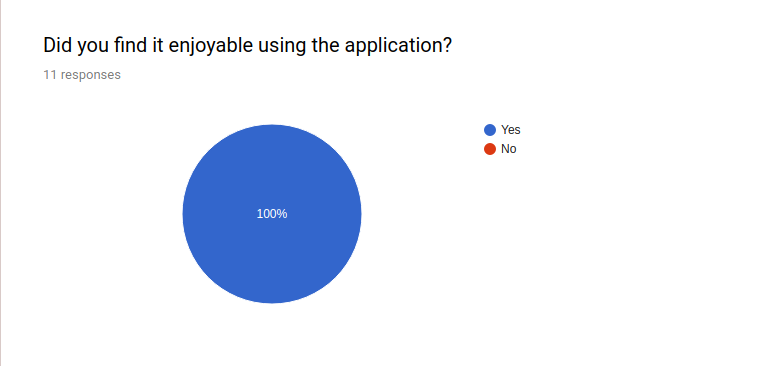 Did you find it enjoyable using the application?
11 responses
Yes
No
100%